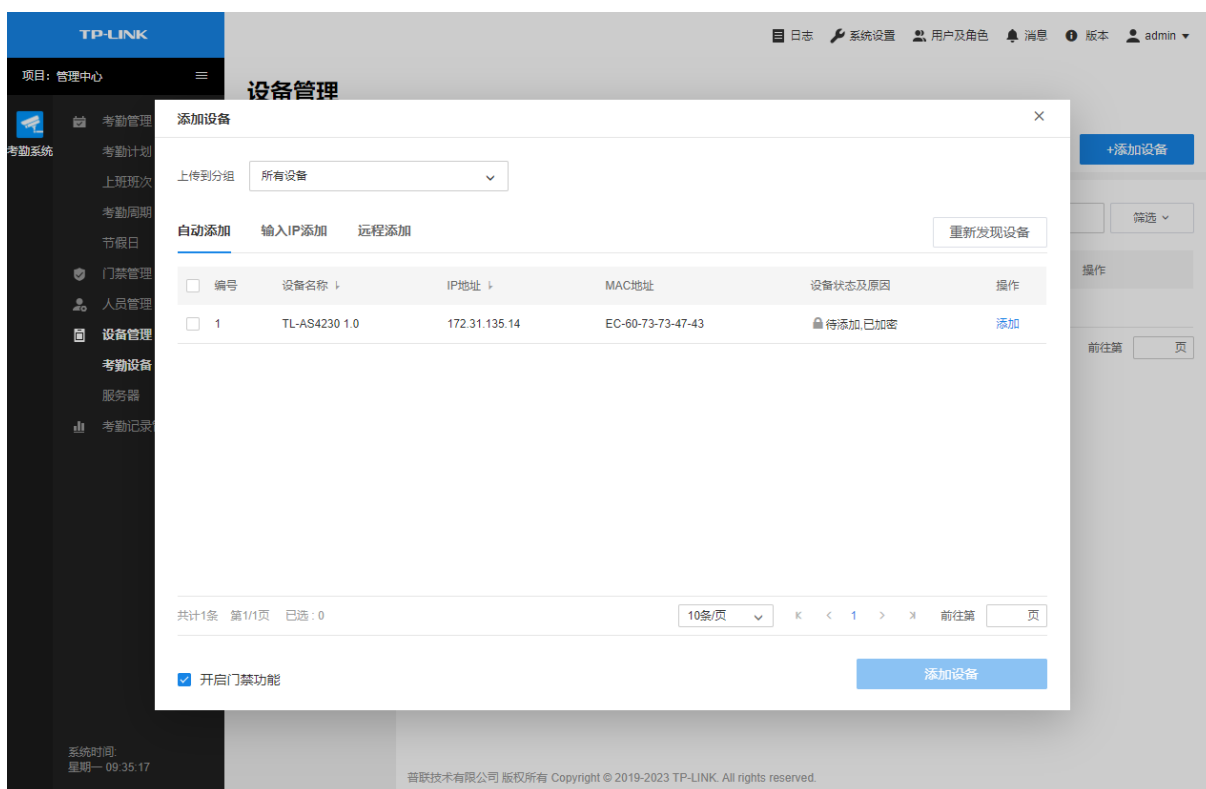 TP-LINK
日志 系统设置 用户及角色 消息 版本 admin
项目：管理中心
设备管理
考勤系统
考勤管理
考勤计划
上班班次
考勤周期
节假日
门禁管理
人员管理
设备管理
考勤设备
服务器
考勤记录
系统时间:
星期一 09:35:17
+添加设备
筛选
操作
前往第 页
添加设备
上传到分组 所有设备
自动添加 输入IP添加 远程添加 重新发现设备
编号 设备名称 IP地址 MAC地址 设备状态及原因 操作
1 TL-AS4230 1.0 172.31.135.14 EC-60-73-73-47-43 待添加,已加密 添加
共计1条 第1/1页 已选 : 0 10条/页 1 前往第 页
开启门禁功能 添加设备
普联技术有限公司 版权所有 Copyright © 2019-2023 TP-LINK. All rights reserved.